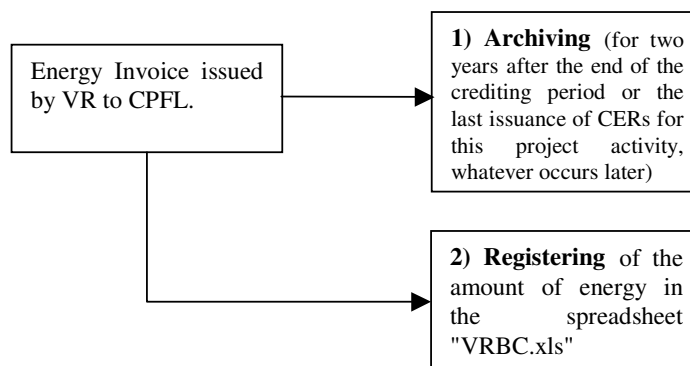 Energy Invoice issued
by VR to CPFL.
1) Archiving (for two
years after the end of the
crediting period or the
last issuance of CERs for
this project activity,
whatever occurs later)
2) Registering of the
amount of energy in
the spreadsheet
"VRBC.xls"